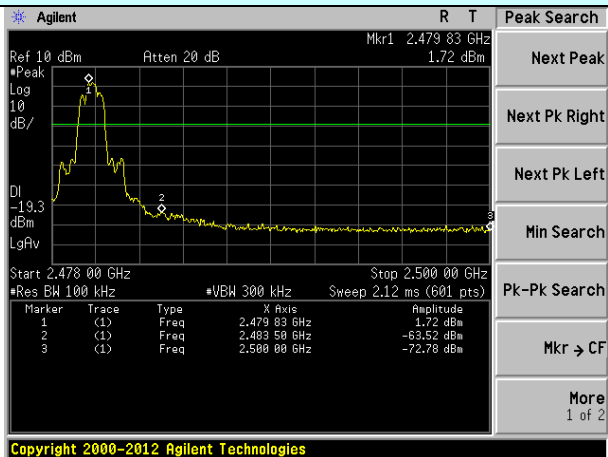 Agilent R T Peak Search
Mkr1 2.479 83 GHz
Ref 10 dBm Atten 20 dB 1.72 dBm
#Peak
Log
10
dB/
1
2
3
DI
-19.3
dBm
LgAv
Start 2.478 00 GHz Stop 2.500 00 GHz
#Res BW 100 kHz #VBW 300 kHz Sweep 2.12 ms (601 pts)
Marker Trace Type X Axis Amplitude
1 (1) Freq 2.479 83 GHz 1.72 dBm
2 (1) Freq 2.483 50 GHz -63.52 dBm
3 (1) Freq 2.500 00 GHz -72.78 dBm
Copyright 2000-2012 Agilent Technologies
Next Peak
Next Pk Right
Next Pk Left
Min Search
Pk-Pk Search
Mkr → CF
More
1 of 2